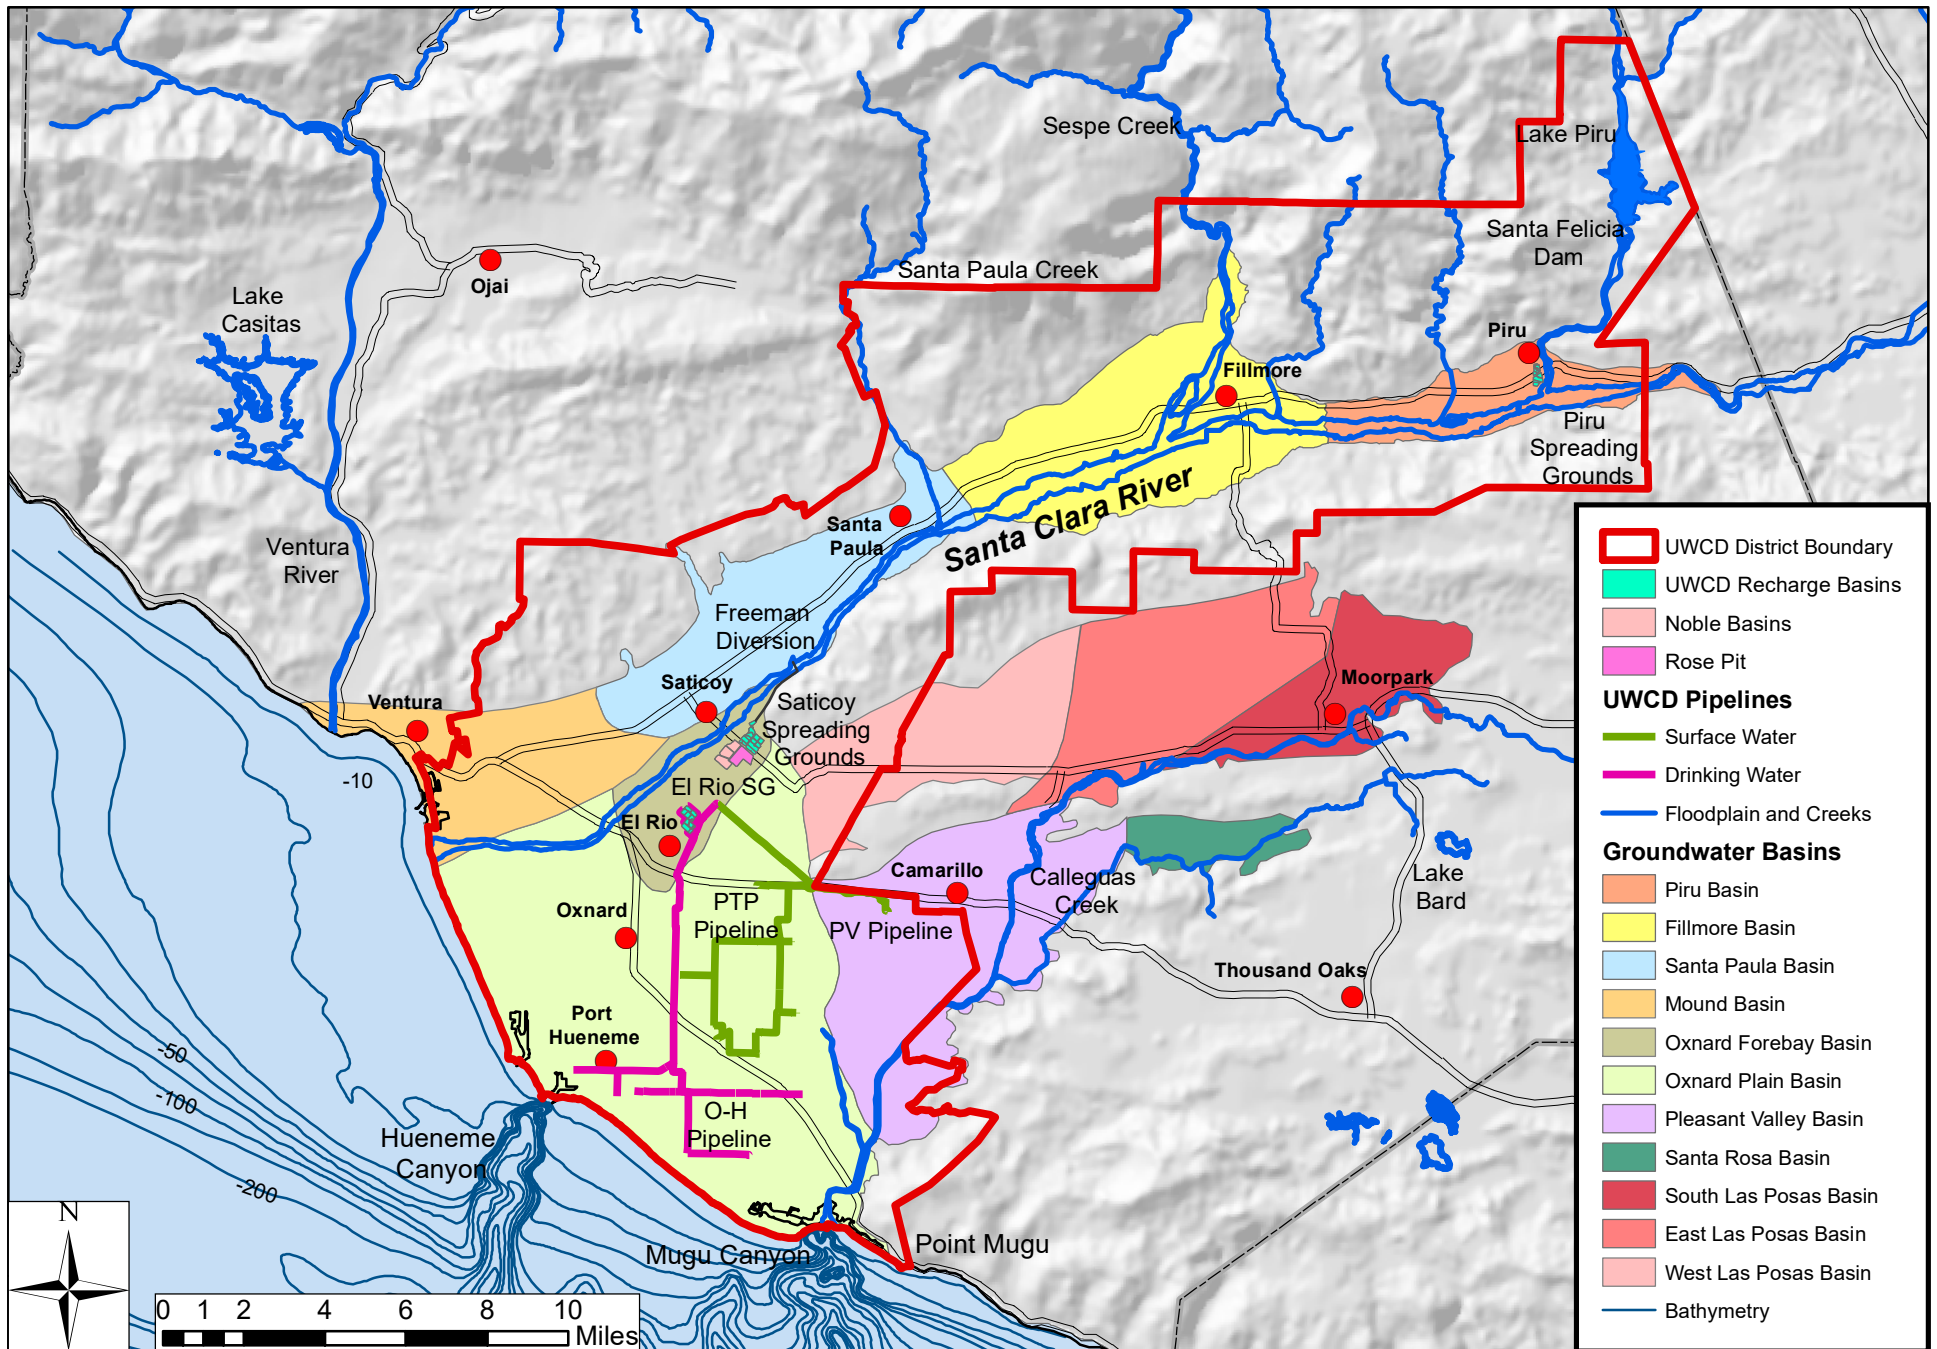 Sespe Creek
Lake Piru
Santa Felicia
Dam
Santa Paula Creek
Ojai
Lake
Casitas
Piru
Fillmore
Piru
Spreading
Grounds
Santa Clara River
Santa
Paula
Ventura
River
Freeman
Diversion
Saticoy
Ventura
Saticoy
Spreading
Grounds
Moorpark
-10
El Rio SG
El Rio
Camarillo
Calleguas
Creek
Lake
Bard
Oxnard
PTP
Pipeline
PV Pipeline
Thousand Oaks
Port
Hueneme
-50
-100
-200
O-H
Pipeline
Hueneme
Canyon
Mugu Canyon
Point Mugu
N
0 1 2 4 6 8 10
Miles
UWCD District Boundary
UWCD Recharge Basins
Noble Basins
Rose Pit
UWCD Pipelines
Surface Water
Drinking Water
Floodplain and Creeks
Groundwater Basins
Piru Basin
Fillmore Basin
Santa Paula Basin
Mound Basin
Oxnard Forebay Basin
Oxnard Plain Basin
Pleasant Valley Basin
Santa Rosa Basin
South Las Posas Basin
East Las Posas Basin
West Las Posas Basin
Bathymetry